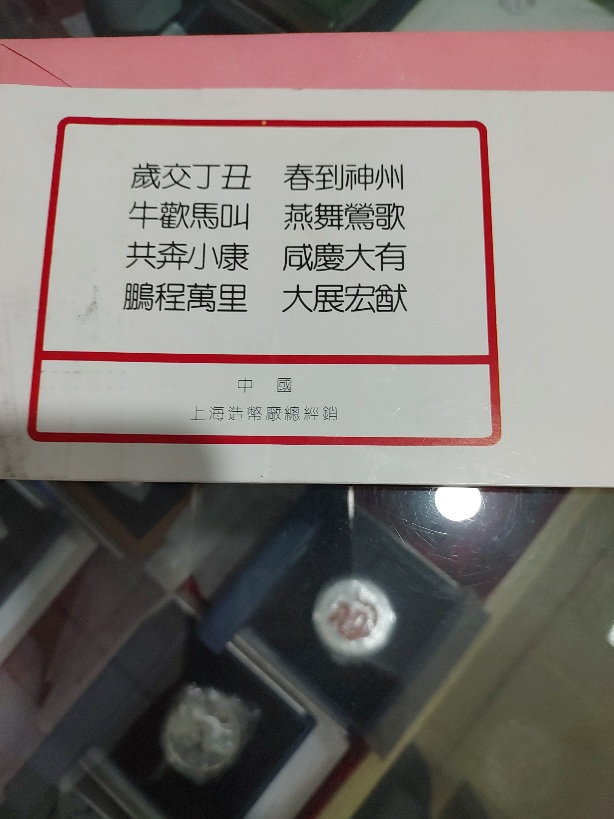 歲交丁丑 春到神州
牛歡馬叫 燕舞鶯歌
共奔小康 咸慶大有
鵬程萬里 大展宏猷
中 國
上海造幣廠總經銷